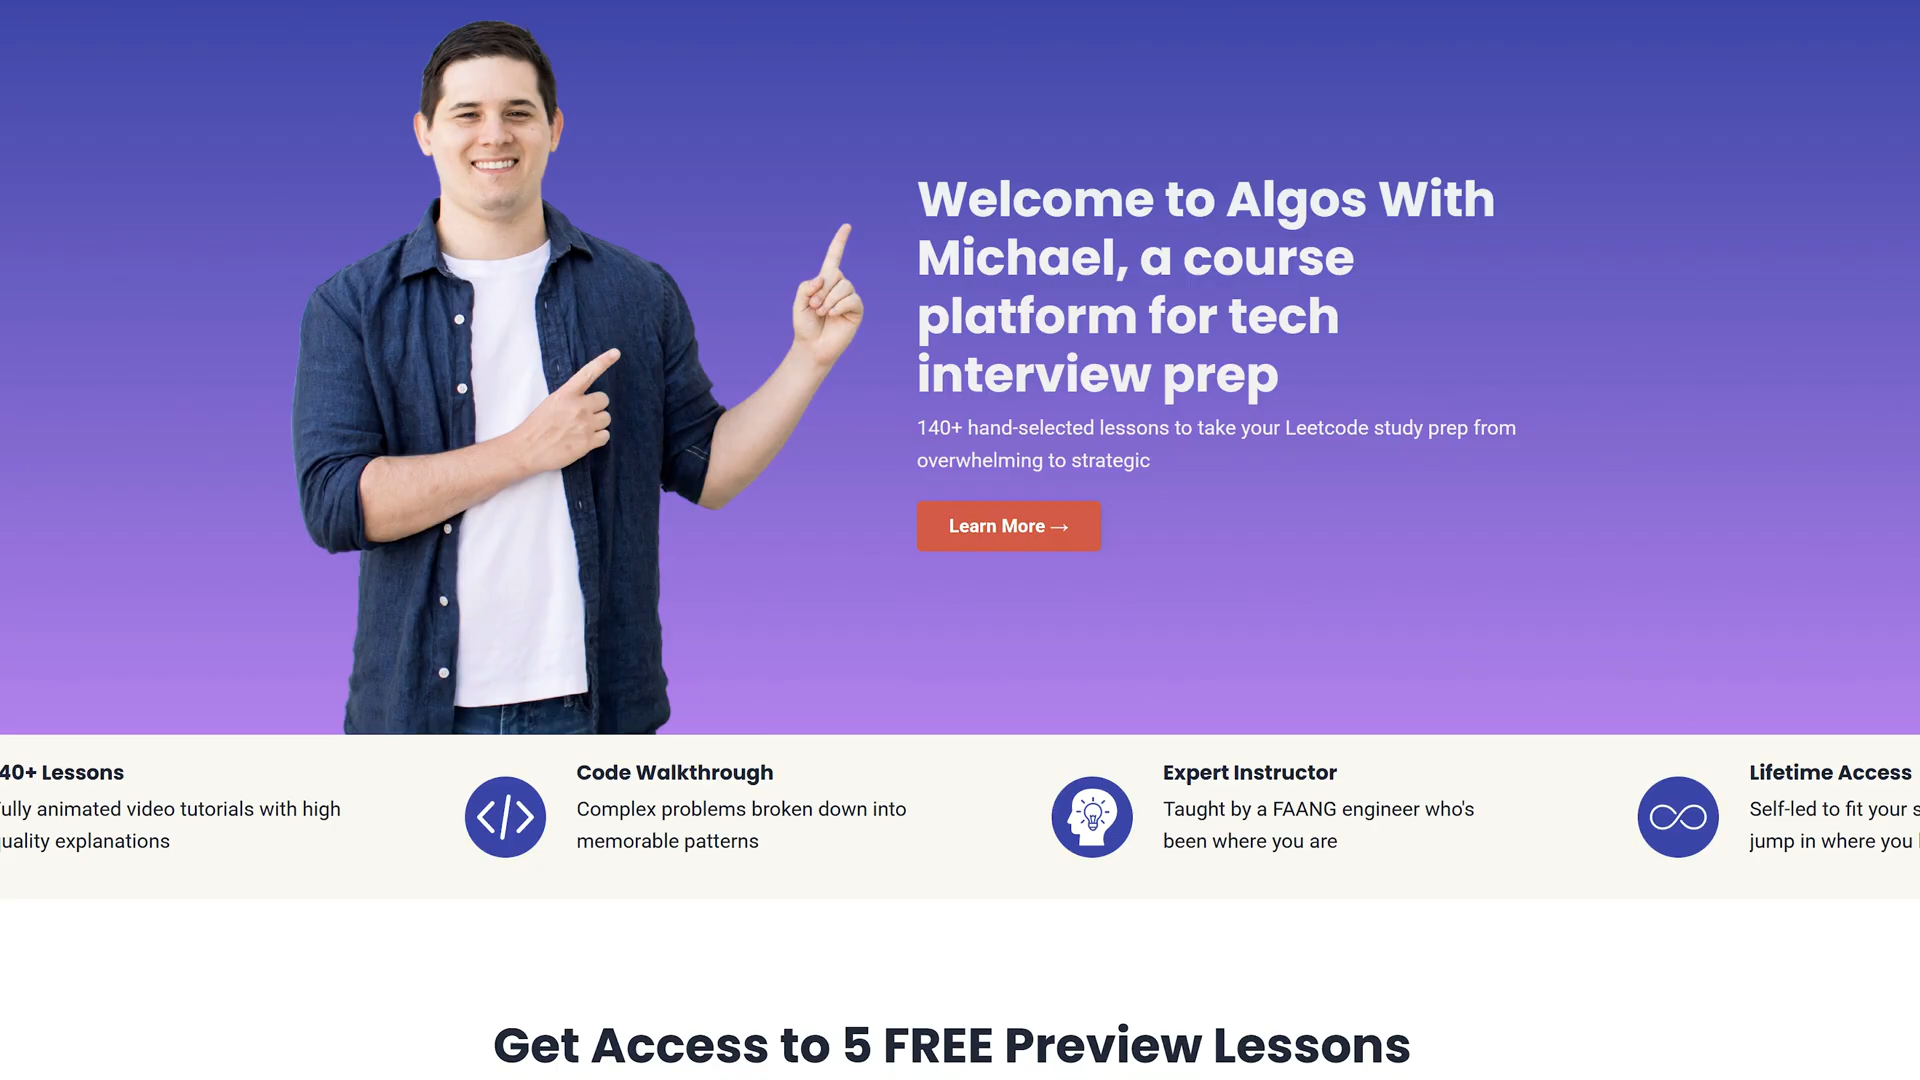 Welcome to Algos With
Michael, a course
platform for tech
interview prep
140+ hand-selected lessons to take your Leetcode study prep from
overwhelming to strategic
Learn More →
40+ Lessons
ully animated video tutorials with high
uality explanations
Code Walkthrough
Complex problems broken down into
memorable patterns
Expert Instructor
Taught by a FAANG engineer who's
been where you are
Lifetime Access
Self-led to fit your s
jump in where you
Get Access to 5 FREE Preview Lessons